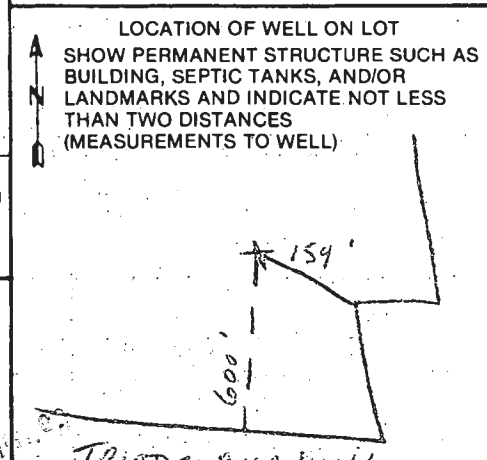 LOCATION OF WELL ON LOT
SHOW PERMANENT STRUCTURE SUCH AS
BUILDING, SEPTIC TANKS, AND/OR
N LANDMARKS AND INDICATE NOT LESS
THAN TWO DISTANCES
(MEASUREMENTS TO WELL)
159'
600'